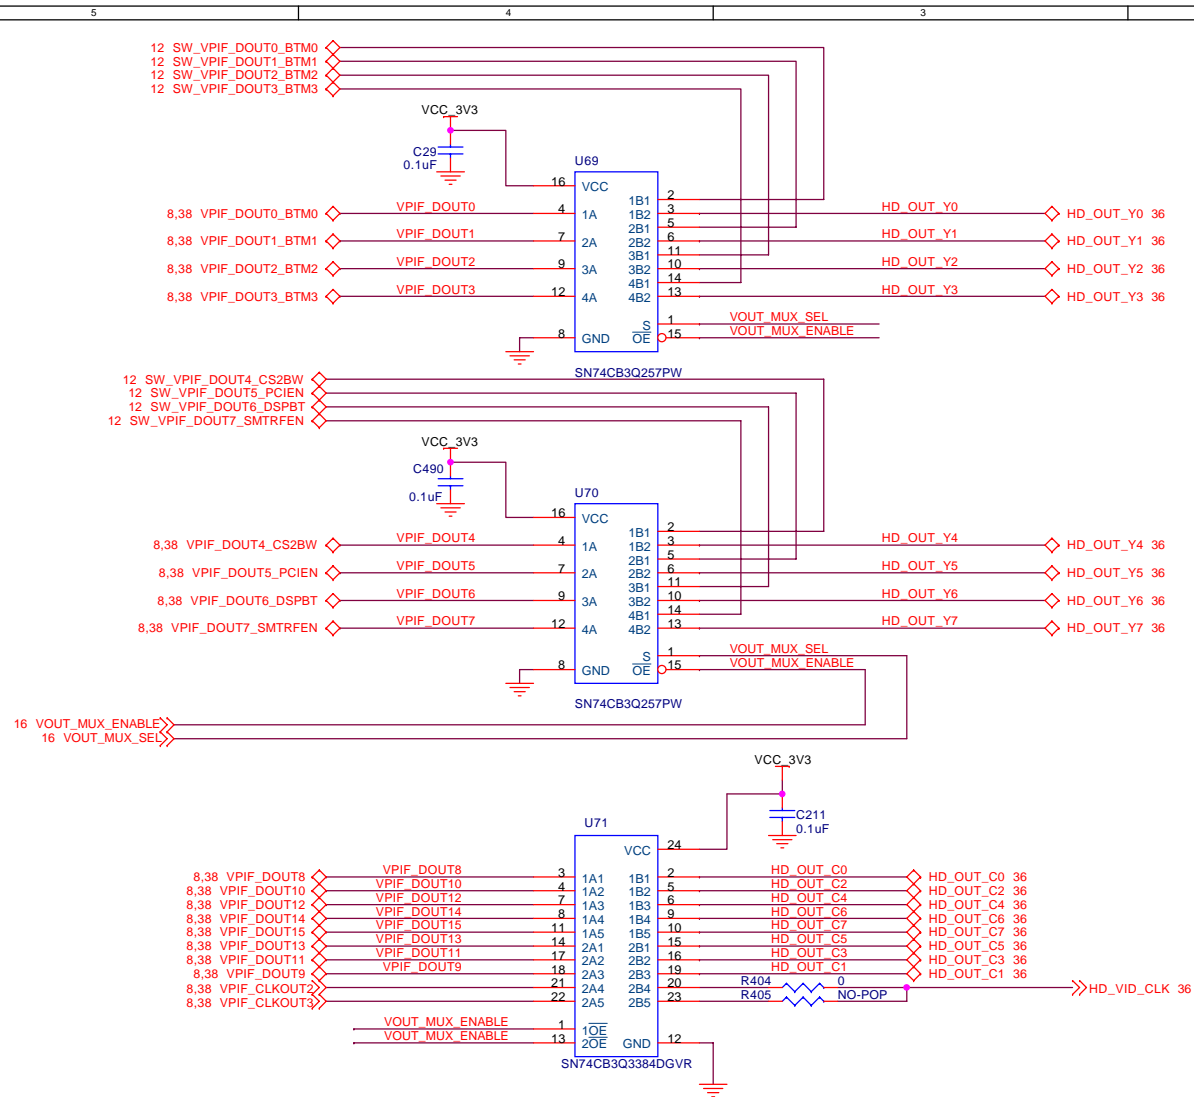 5 4 3
12 SW_VPIF_DOUT0_BTM0
12 SW_VPIF_DOUT1_BTM1
12 SW_VPIF_DOUT2_BTM2
12 SW_VPIF_DOUT3_BTM3
VCC_3V3
C29
0.1uF
U69
16 VCC
1B1 2
8,38 VPIF_DOUT0_BTM0 VPIF_DOUT0 4 1A 1B2 3 HD_OUT_Y0 HD_OUT_Y0 36
2B1 5
8,38 VPIF_DOUT1_BTM1 VPIF_DOUT1 7 2A 2B2 6 HD_OUT_Y1 HD_OUT_Y1 36
3B1 11
8,38 VPIF_DOUT2_BTM2 VPIF_DOUT2 9 3A 3B2 10 HD_OUT_Y2 HD_OUT_Y2 36
4B1 14
8,38 VPIF_DOUT3_BTM3 VPIF_DOUT3 12 4A 4B2 13 HD_OUT_Y3 HD_OUT_Y3 36
S 1 VOUT_MUX_SEL
8 GND OE 15 VOUT_MUX_ENABLE
SN74CB3Q257PW
12 SW_VPIF_DOUT4_CS2BW
12 SW_VPIF_DOUT5_PCIEN
12 SW_VPIF_DOUT6_DSPBT
12 SW_VPIF_DOUT7_SMTRFEN
VCC_3V3
C490
0.1uF
U70
16 VCC
1B1 2
8,38 VPIF_DOUT4_CS2BW VPIF_DOUT4 4 1A 1B2 3 HD_OUT_Y4 HD_OUT_Y4 36
2B1 5
8,38 VPIF_DOUT5_PCIEN VPIF_DOUT5 7 2A 2B2 6 HD_OUT_Y5 HD_OUT_Y5 36
3B1 11
8,38 VPIF_DOUT6_DSPBT VPIF_DOUT6 9 3A 3B2 10 HD_OUT_Y6 HD_OUT_Y6 36
4B1 14
8,38 VPIF_DOUT7_SMTRFEN VPIF_DOUT7 12 4A 4B2 13 HD_OUT_Y7 HD_OUT_Y7 36
S 1 VOUT_MUX_SEL
8 GND OE 15 VOUT_MUX_ENABLE
SN74CB3Q257PW
16 VOUT_MUX_ENABLE
16 VOUT_MUX_SEL
VCC_3V3
C211
0.1uF
U71
VCC 24
8,38 VPIF_DOUT8 VPIF_DOUT8 3 1A1 1B1 2 HD_OUT_C0 HD_OUT_C0 36
8,38 VPIF_DOUT10 VPIF_DOUT10 4 1A2 1B2 5 HD_OUT_C2 HD_OUT_C2 36
8,38 VPIF_DOUT12 VPIF_DOUT12 7 1A3 1B3 6 HD_OUT_C4 HD_OUT_C4 36
8,38 VPIF_DOUT14 VPIF_DOUT14 8 1A4 1B4 9 HD_OUT_C6 HD_OUT_C6 36
8,38 VPIF_DOUT15 VPIF_DOUT15 11 1A5 1B5 10 HD_OUT_C7 HD_OUT_C7 36
8,38 VPIF_DOUT13 VPIF_DOUT13 14 2A1 2B1 15 HD_OUT_C5 HD_OUT_C5 36
8,38 VPIF_DOUT11 VPIF_DOUT11 17 2A2 2B2 16 HD_OUT_C3 HD_OUT_C3 36
8,38 VPIF_DOUT9 VPIF_DOUT9 18 2A3 2B3 19 HD_OUT_C1 HD_OUT_C1 36
8,38 VPIF_CLKOUT2 21 2A4 2B4 20 R404 0 HD_VID_CLK 36
8,38 VPIF_CLKOUT3 22 2A5 2B5 23 R405 NO-POP
VOUT_MUX_ENABLE 1 1OE
VOUT_MUX_ENABLE 13 2OE GND 12
SN74CB3Q3384DGVR